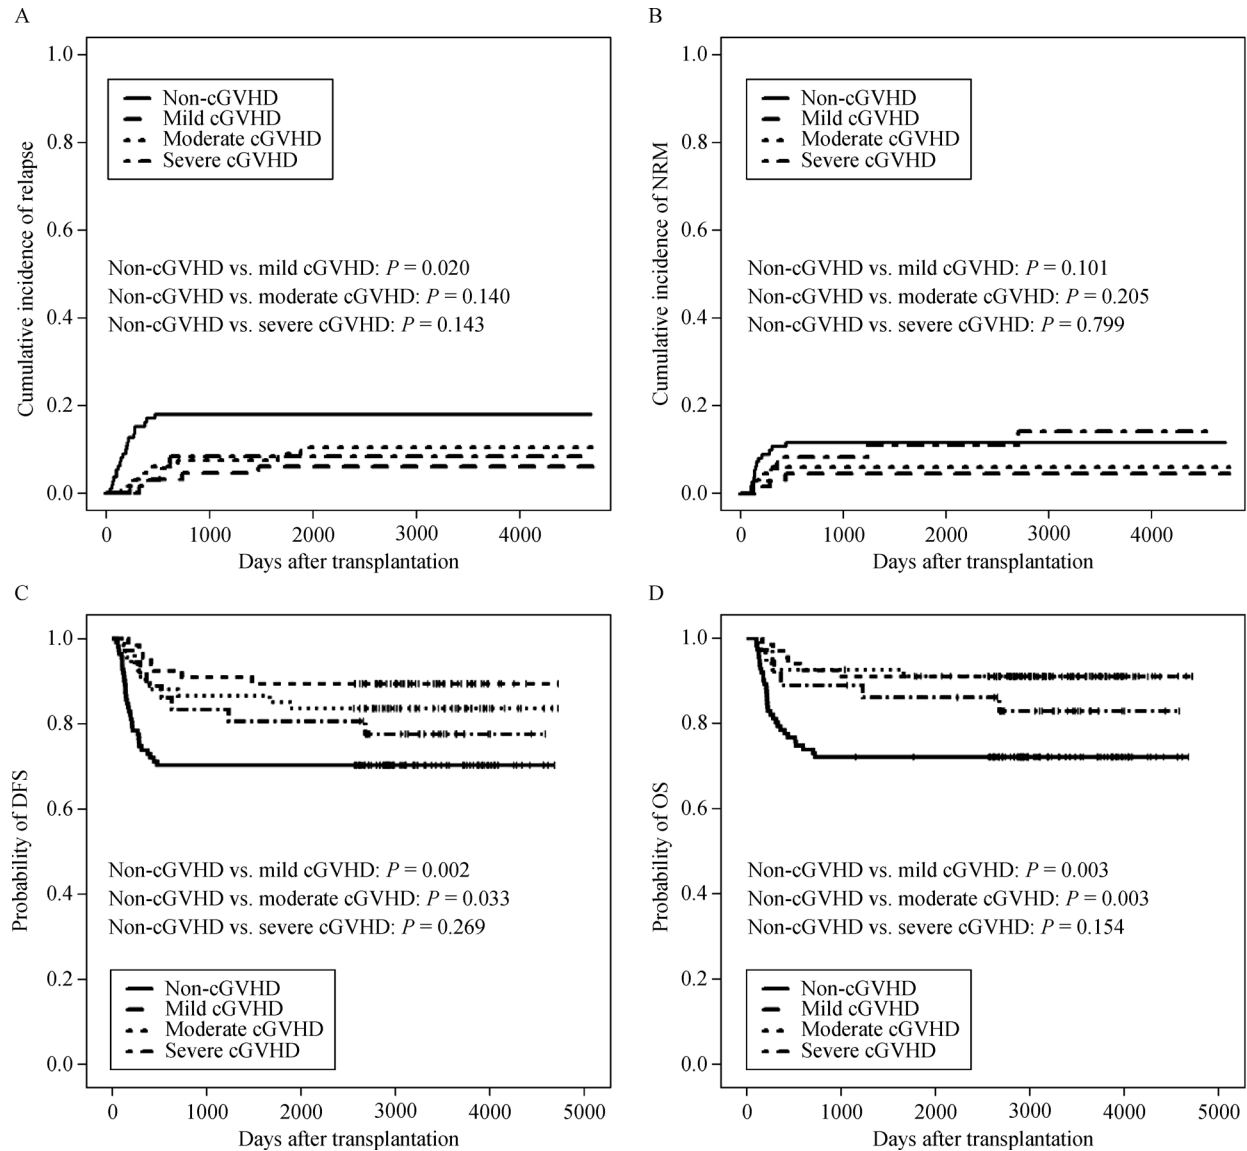 A
1.0
0.8
0.6
0.4
0.2
0.0
Cumulative incidence of relapse
Non-cGVHD
Mild cGVHD
Moderate cGVHD
Severe cGVHD
Non-cGVHD vs. mild cGVHD: P = 0.020
Non-cGVHD vs. moderate cGVHD: P = 0.140
Non-cGVHD vs. severe cGVHD: P = 0.143
0 1000 2000 3000 4000
Days after transplantation
B
1.0
0.8
0.6
0.4
0.2
0.0
Cumulative incidence of NRM
Non-cGVHD
Mild cGVHD
Moderate cGVHD
Severe cGVHD
Non-cGVHD vs. mild cGVHD: P = 0.101
Non-cGVHD vs. moderate cGVHD: P = 0.205
Non-cGVHD vs. severe cGVHD: P = 0.799
0 1000 2000 3000 4000
Days after transplantation
C
1.0
0.8
0.6
0.4
0.2
0.0
Probability of DFS
Non-cGVHD vs. mild cGVHD: P = 0.002
Non-cGVHD vs. moderate cGVHD: P = 0.033
Non-cGVHD vs. severe cGVHD: P = 0.269
Non-cGVHD
Mild cGVHD
Moderate cGVHD
Severe cGVHD
0 1000 2000 3000 4000 5000
Days after transplantation
D
1.0
0.8
0.6
0.4
0.2
0.0
Probability of OS
Non-cGVHD vs. mild cGVHD: P = 0.003
Non-cGVHD vs. moderate cGVHD: P = 0.003
Non-cGVHD vs. severe cGVHD: P = 0.154
Non-cGVHD
Mild cGVHD
Moderate cGVHD
Severe cGVHD
0 1000 2000 3000 4000 5000
Days after transplantation